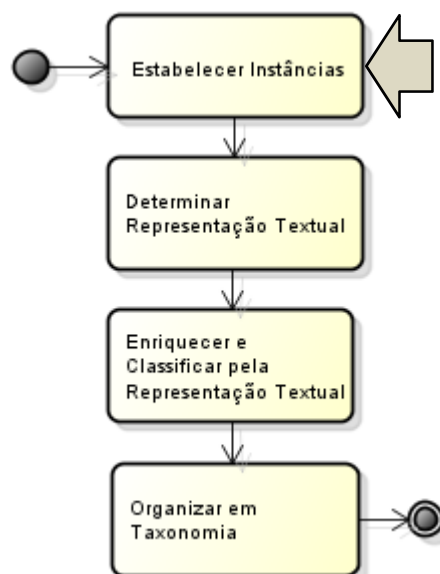 Estabelecer Instâncias
Determinar
Representação Textual
Enriquecer e
Classificar pela
Representação Textual
Organizar em
Taxonomia